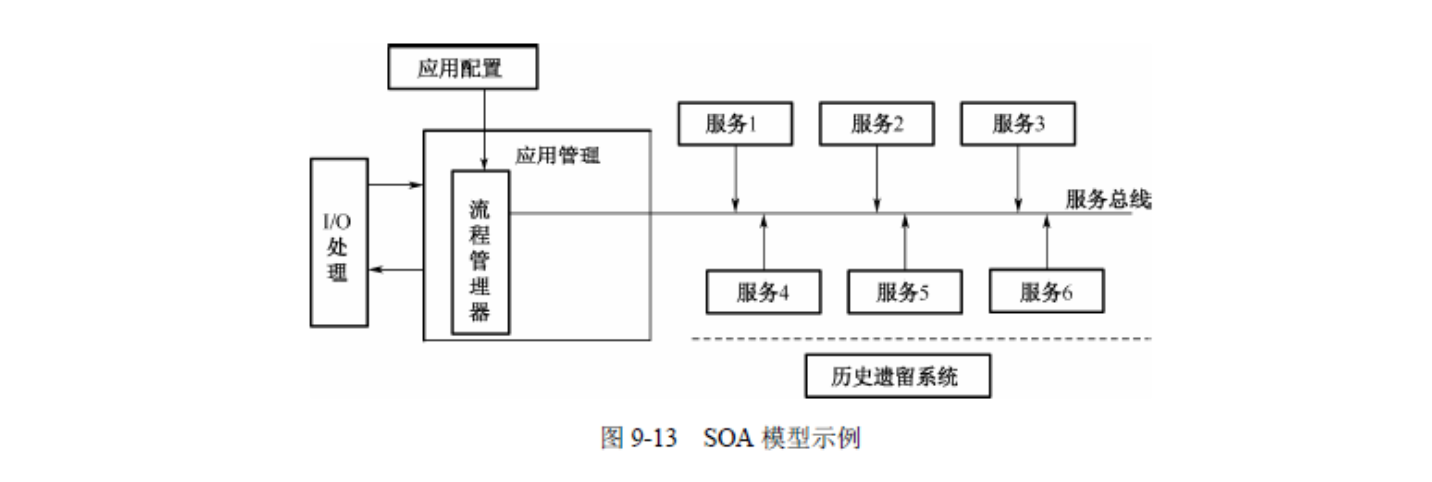 应用配置
服务1
服务2
服务3
应用管理
I/O
处
理
流
程
管
理
器
服务总线
服务4
服务5
服务6
历史遗留系统
图 9-13 SOA 模型示例